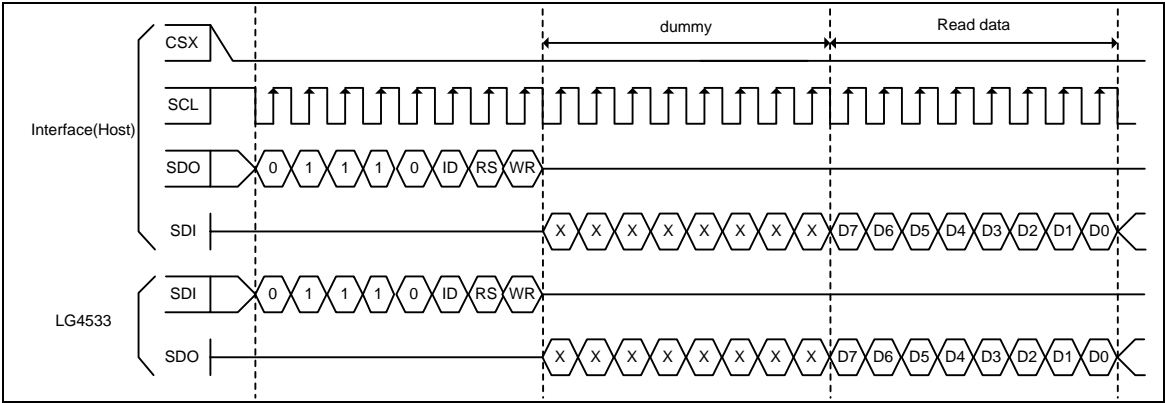 dummy Read data
CSX
SCL
Interface(Host)
SDO 0 1 1 1 0 ID RS WR
SDI X X X X X X X X D7 D6 D5 D4 D3 D2 D1 D0
SDI 0 1 1 1 0 ID RS WR
LG4533
SDO X X X X X X X X D7 D6 D5 D4 D3 D2 D1 D0